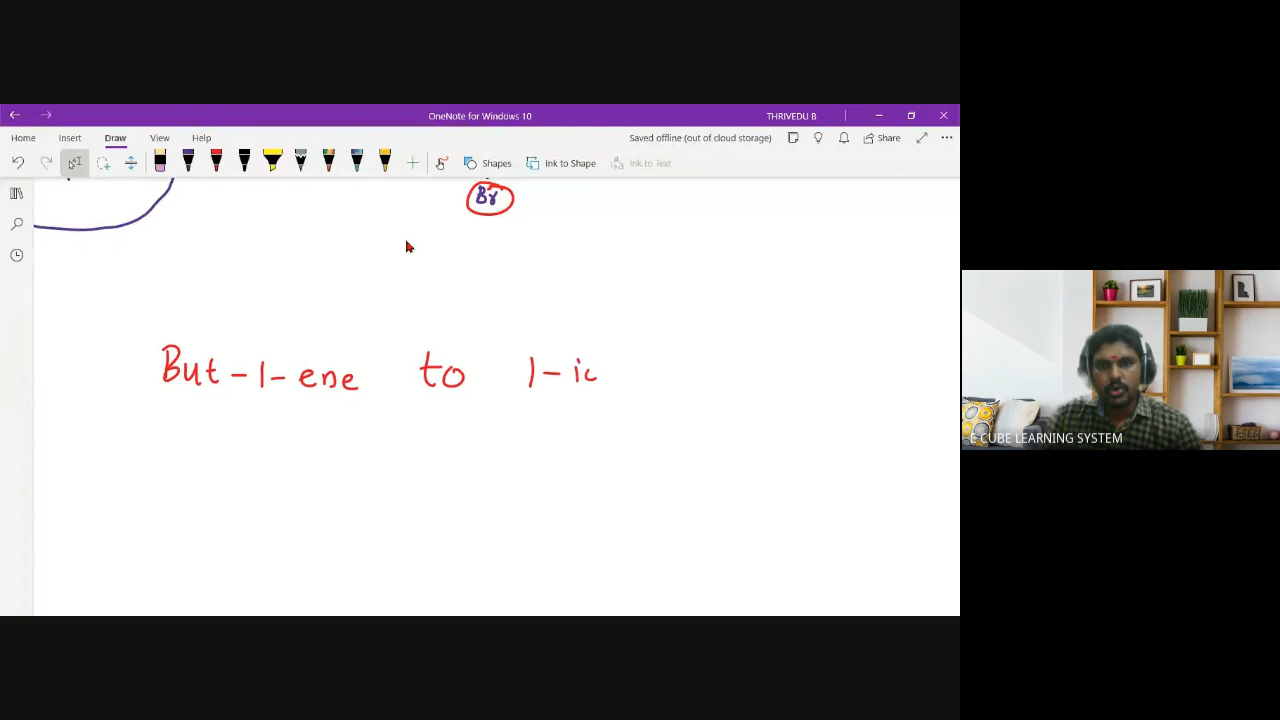 OneNote for Windows 10
THRIVEDU B
Home Insert Draw View Help
Saved offline (out of cloud storage)
Share
Shapes
Ink to Shape
Ink to Text
Br
But-1-ene to 1-io
E CUBE LEARNING SYSTEM